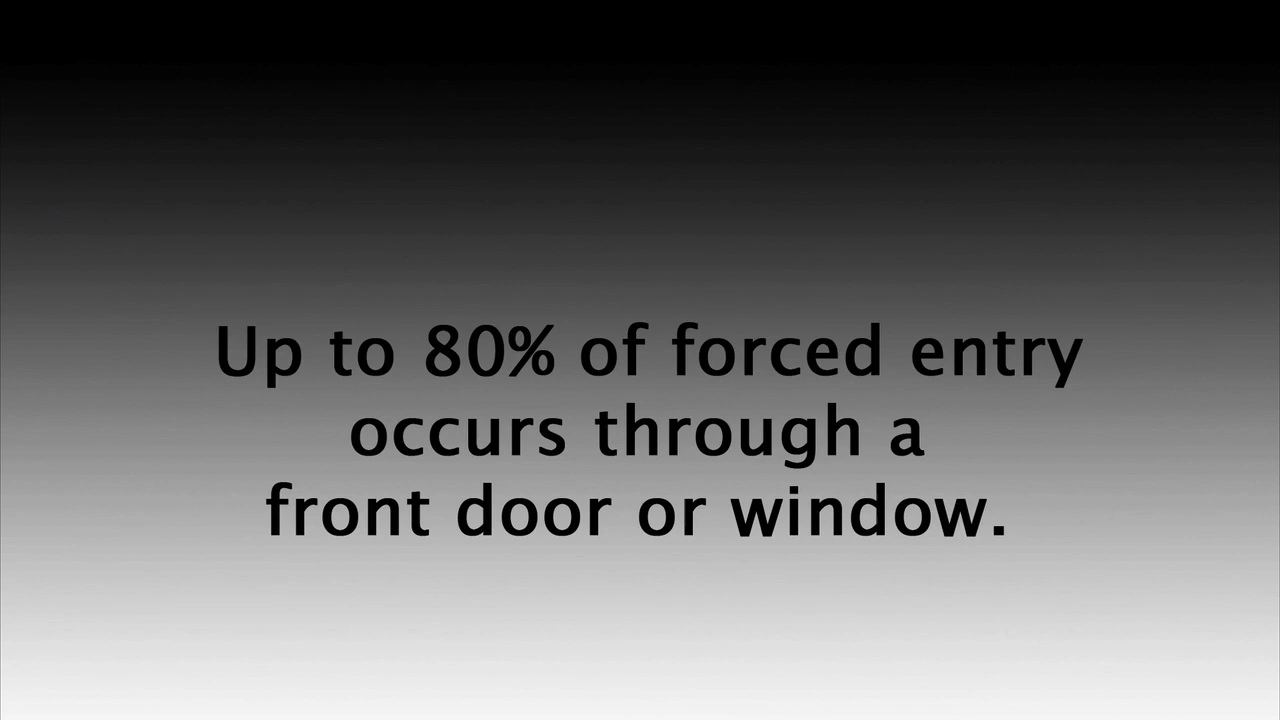 Up to 80% of forced entry
occurs through a
front door or window.